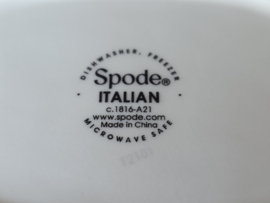 · DISHWASHER, FREEZER ·
Spode®
ITALIAN
c.1816-A21
www.spode.com
Made in China
MICROWAVE SAFE